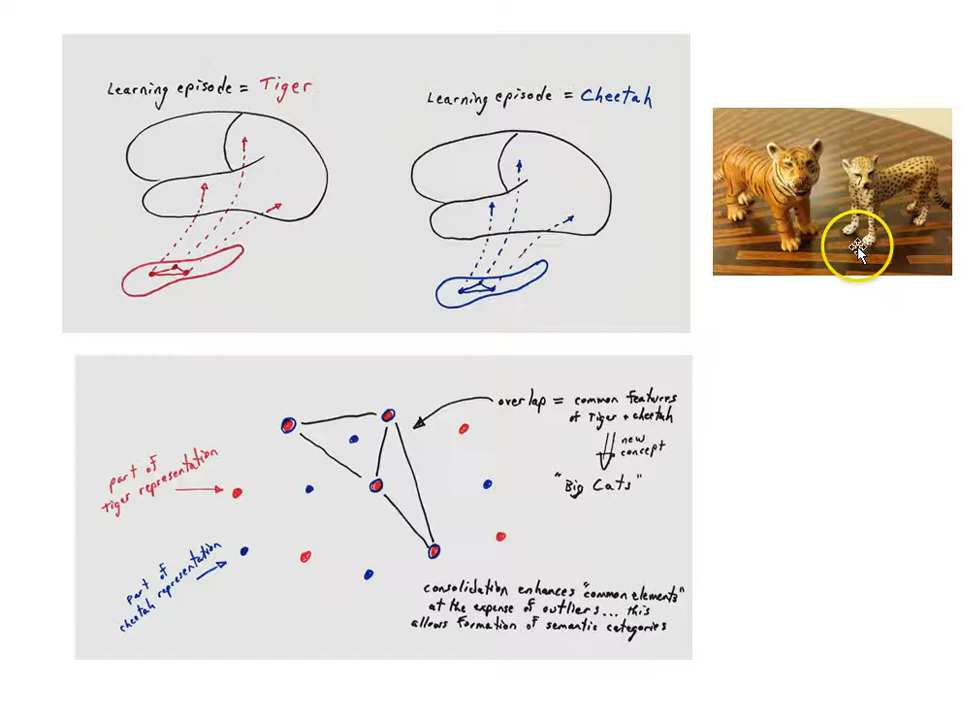 Learning episode = Tiger
Learning episode = Cheetah
overlap = common features
of Tiger + cheetah
new
concept
"Big Cats"
part of
tiger representation
part of
cheetah representation
consolidation enhances "common elements"
at the expense of outliers... this
allows formation of semantic categories